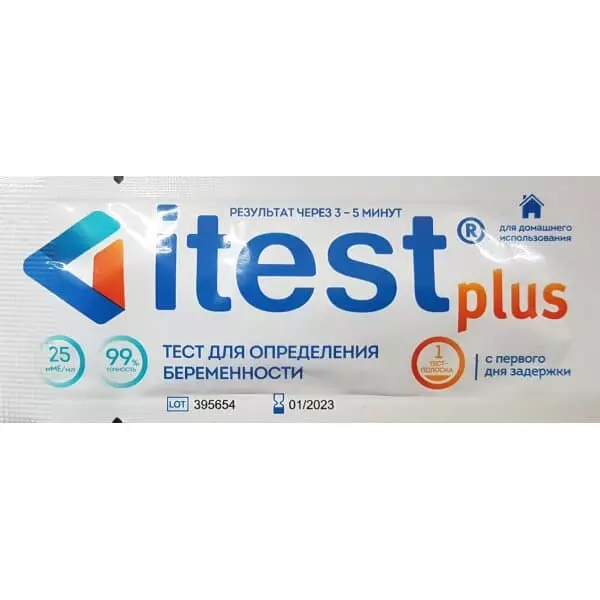 РЕЗУЛЬТАТ ЧЕРЕЗ 3 – 5 МИНУТ
itest®
plus
для домашнего
использования
25
мМЕ/мл
99%
ТОЧНОСТЬ
ТЕСТ ДЛЯ ОПРЕДЕЛЕНИЯ
БЕРЕМЕННОСТИ
1
ТЕСТ-
ПОЛОСКА
с первого
дня задержки
LOT 395654
01/2023